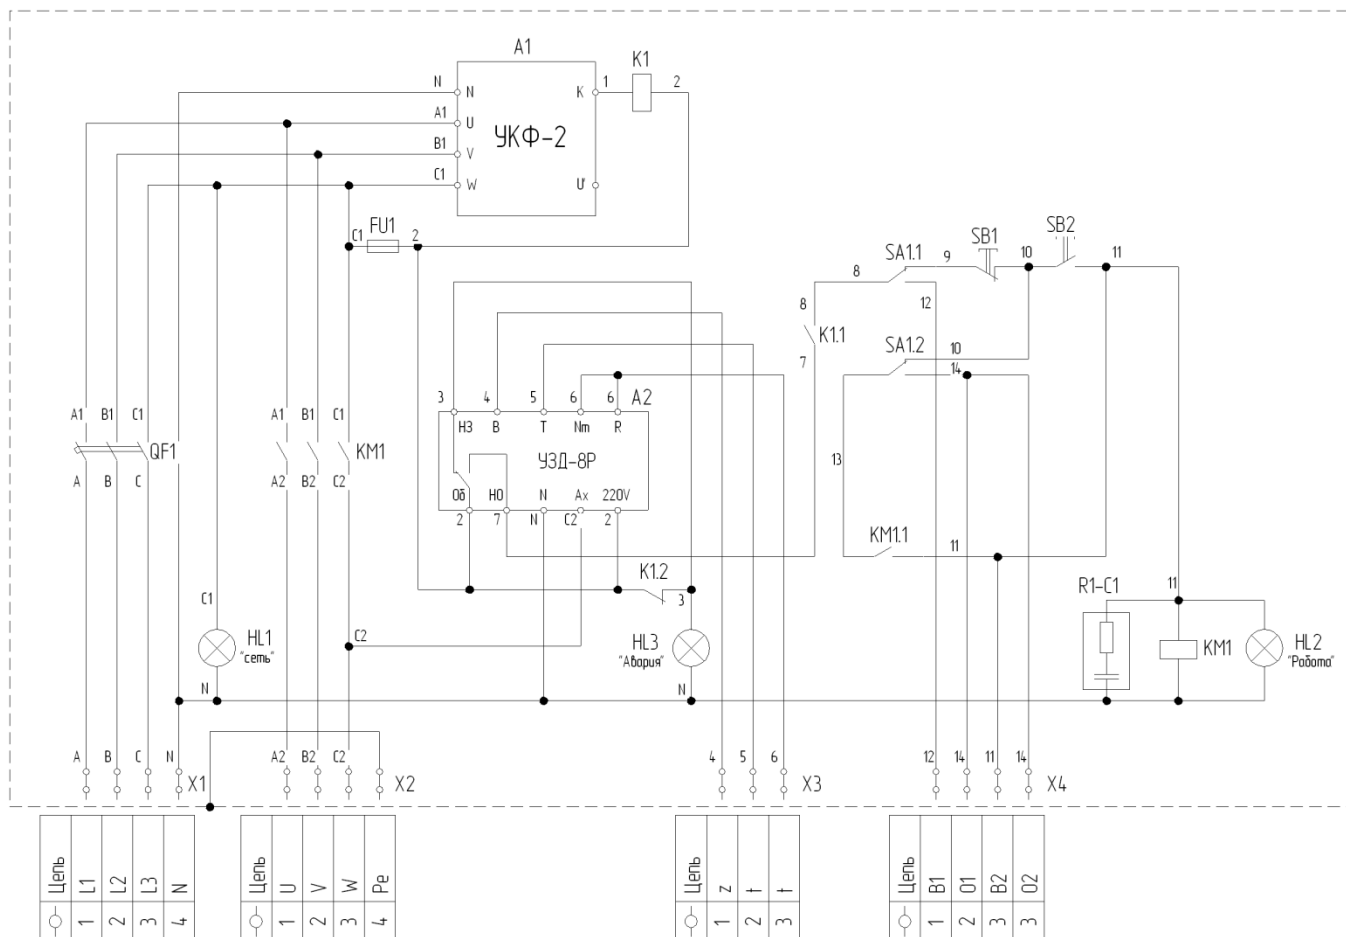 A1
K1
N
N
K
1
2
A1
U
УКФ-2
B1
V
C1
W
U'
FU1
C1
2
SB1
SB2
SA1.1
8
9
10
11
8
12
K1.1
7
SA1.2
10
14
3
4
5
6
6
A2
НЗ
В
Т
Nm
R
УЗД-8Р
Об
НО
N
Ax
220V
2
7
N
C2
2
A1
B1
C1
QF1
A
B
C
A1
B1
C1
KM1
A2
B2
C2
13
KM1.1
11
K1.2
3
R1-C1
11
C1
HL1
"сеть"
C2
HL3
"Авария"
KM1
HL2
"Работа"
N
N
A
B
C
N
X1
A2
B2
C2
X2
4
5
6
X3
12
14
11
14
X4
Цепь
L1
L2
L3
N
1
2
3
4
Цепь
U
V
W
Pe
1
2
3
4
Цепь
z
t
t
1
2
3
Цепь
B1
01
B2
02
1
2
3
3